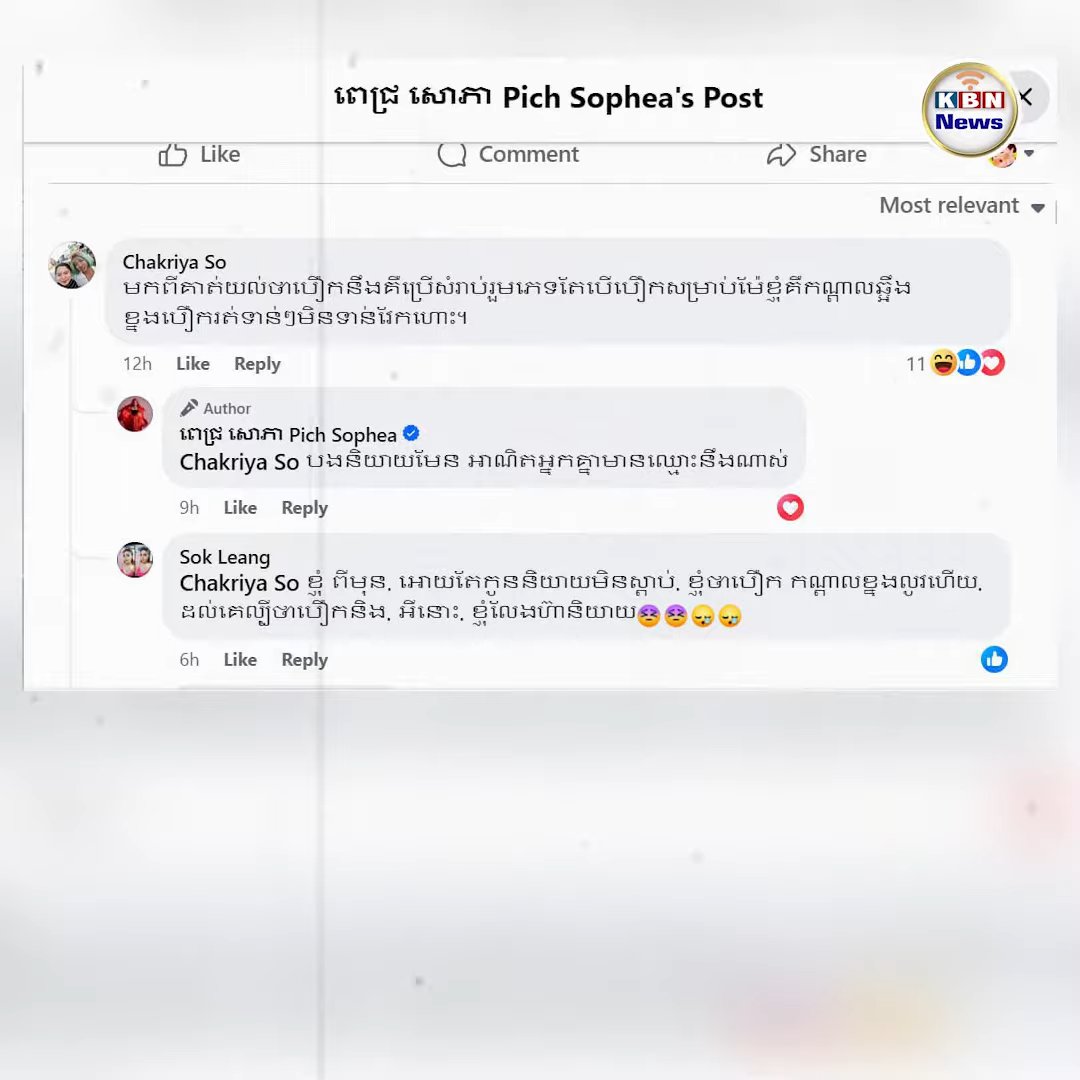 ពេជ្រ សោភា Pich Sophea's Post
KBN
News
Like Comment Share
Most relevant
Chakriya So
មកពីគាត់យល់ថាបឿកនឹងគឺប្រើសំរាប់រួមភេទតែបើបឿកសម្រាប់ម៉ែខ្ញុំគឺកណ្ដាលឆ្អឹង
ខ្នងបឿករត់ទាន់ៗមិនទាន់វែកហោះ។
12h Like Reply 11
Author
ពេជ្រ សោភា Pich Sophea
Chakriya So បងនិយាយមែន អាណិតអ្នកគ្នាមានឈ្មោះនឹងណាស់
9h Like Reply
Sok Leang
Chakriya So ខ្ញុំ ពីមុន. អោយតែកូននិយាយមិនស្ដាប់. ខ្ញុំថាបឿក កណ្ដាលខ្នងលូវហើយ.
ដល់គេល្បីថាបឿកនិង. អីនោះ. ខ្ញុំលែងហ៊ានិយាយ😣😣😪😪
6h Like Reply